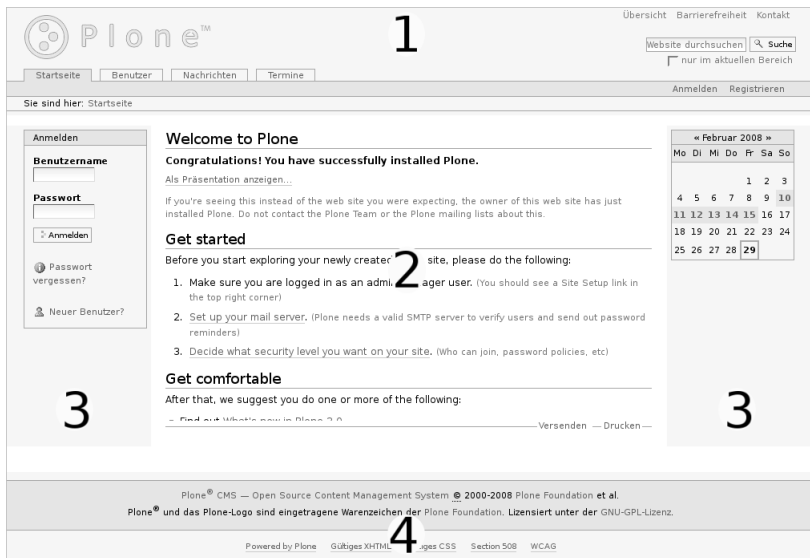 Übersicht Barrierefreiheit Kontakt
Plone™
1
Website durchsuchen Suche
nur im aktuellen Bereich
Startseite Benutzer Nachrichten Termine
Anmelden Registrieren
Sie sind hier: Startseite
Anmelden
Benutzername
Passwort
Anmelden
Passwort
vergessen?
Neuer Benutzer?
3
Welcome to Plone
Congratulations! You have successfully installed Plone.
Als Präsentation anzeigen...
If you're seeing this instead of the web site you were expecting, the owner of this web site has just
installed Plone. Do not contact the Plone Team or the Plone mailing lists about this.
Get started
Before you start exploring your newly created site, please do the following:
2
1. Make sure you are logged in as an user. (You should see a Site Setup link in
the top right corner)
2. Set up your mail server. (Plone needs a valid SMTP server to verify users and send out password
reminders)
3. Decide what security level you want on your site. (Who can join, password policies, etc)
Get comfortable
After that, we suggest you do one or more of the following:
Find out What's new in Plone 3.0
Versenden — Drucken —
« Februar 2008 »
Mo Di Mi Do Fr Sa So
1 2 3
4 5 6 7 8 9 10
11 12 13 14 15 16 17
18 19 20 21 22 23 24
25 26 27 28 29
3
Plone® CMS — Open Source Content Management System © 2000-2008 Plone Foundation et al.
Plone® und das Plone-Logo sind eingetragene Warenzeichen der Plone Foundation. Lizensiert unter der GNU-GPL-Lizenz.
4
Powered by Plone Gültiges XHTML CSS Section 508 WCAG